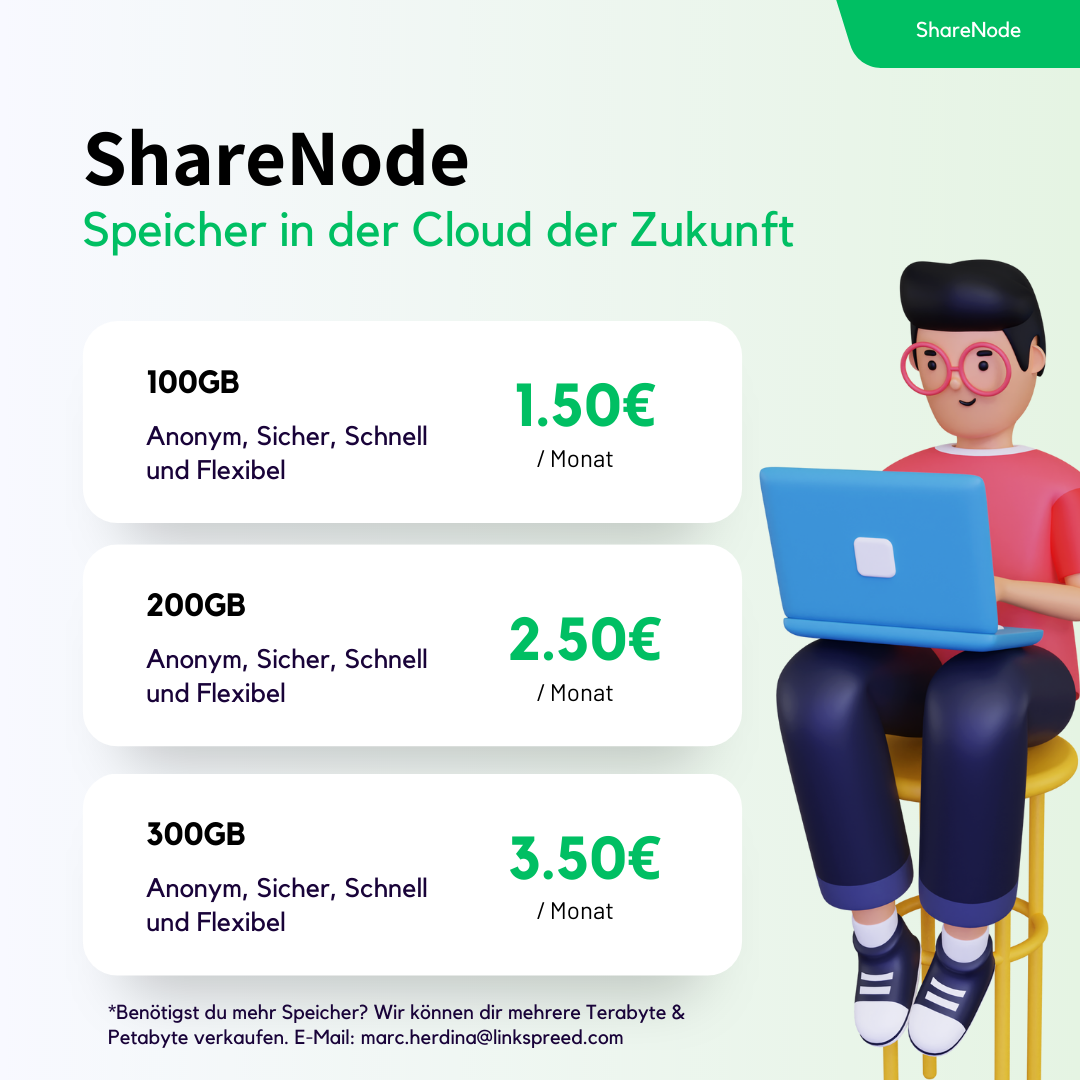 ShareNode
ShareNode
Speicher in der Cloud der Zukunft
100GB
Anonym, Sicher, Schnell
und Flexibel
1.50€
/ Monat
200GB
Anonym, Sicher, Schnell
und Flexibel
2.50€
/ Monat
300GB
Anonym, Sicher, Schnell
und Flexibel
3.50€
/ Monat
*Benötigst du mehr Speicher? Wir können dir mehrere Terabyte &
Petabyte verkaufen. E-Mail: marc.herdina@linkspreed.com